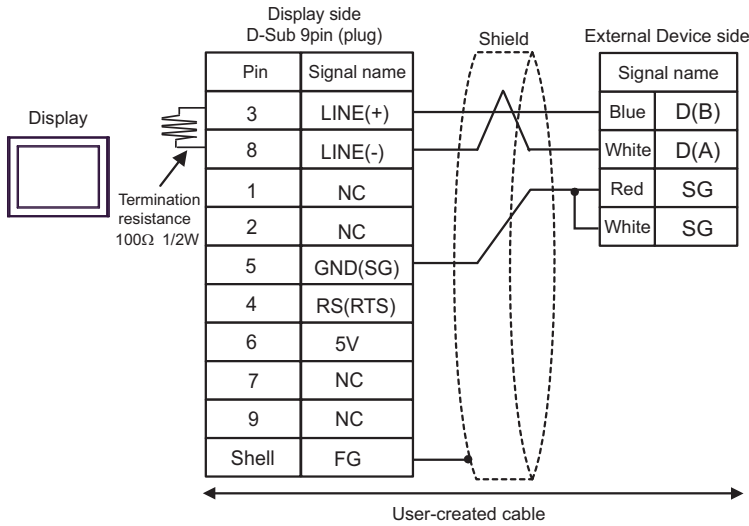 Display side
D-Sub 9pin (plug)
Shield
External Device side
Pin Signal name
Signal name
Display
3 LINE(+)
Blue D(B)
8 LINE(-)
White D(A)
Termination
resistance
100Ω 1/2W
1 NC
Red SG
2 NC
White SG
5 GND(SG)
4 RS(RTS)
6 5V
7 NC
9 NC
Shell FG
User-created cable